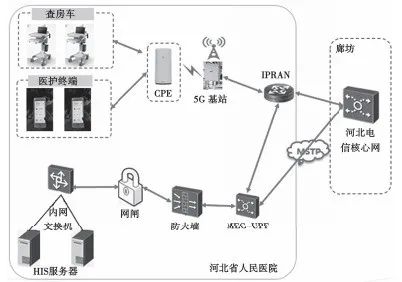 查房车
医护终端
CPE
5G 基站
IPRAN
廊坊
河北电
信核心网
MSTP
内网
交换机
网闸
防火墙
MEC-UPF
HIS服务器
河北省人民医院